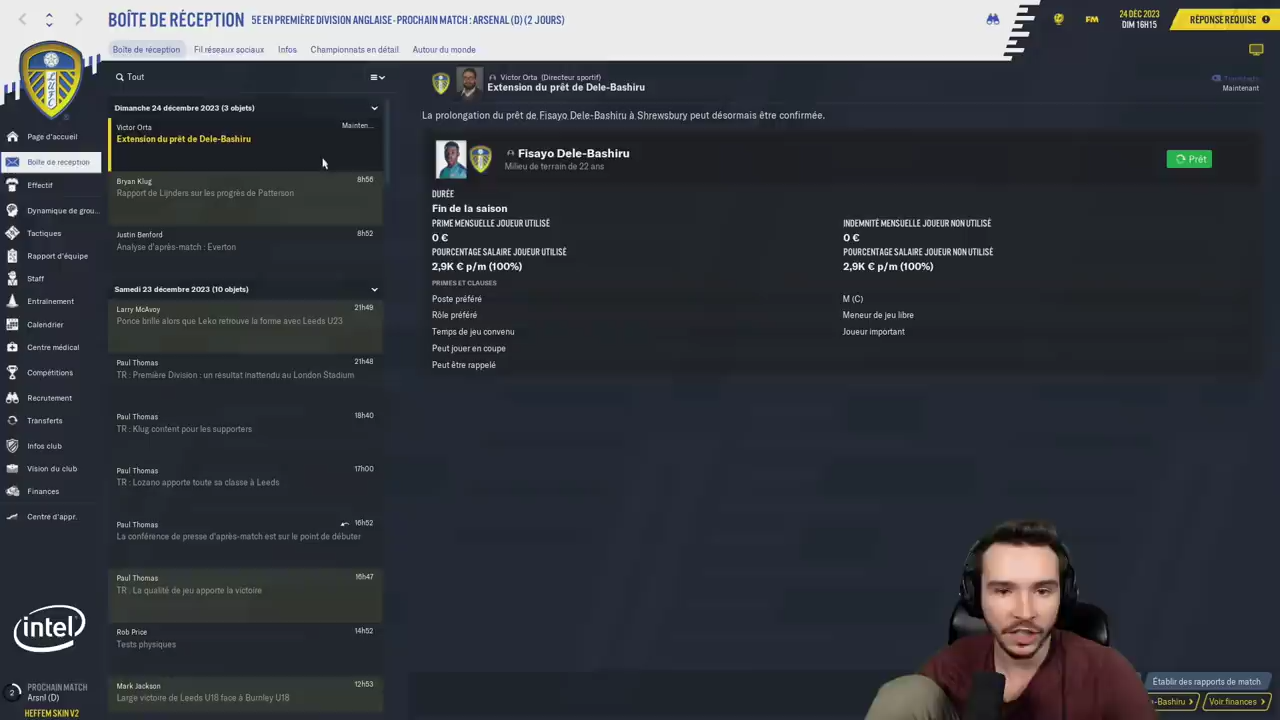 BOÎTE DE RÉCEPTION 5E EN PREMIÈRE DIVISION ANGLAISE - PROCHAIN MATCH : ARSENAL (D) (2 JOURS)
FM
24 DÉC 2023
DIM 16H15
RÉPONSE REQUISE
Boîte de réception Fil réseaux sociaux Infos Championnats en détail Autour du monde
LUFC
Page d'accueil
Boîte de réception
Effectif
Dynamique de grou...
Tactiques
Rapport d'équipe
Staff
Entraînement
Calendrier
Centre médical
Compétitions
Recrutement
Transferts
Infos club
Vision du club
Finances
Centre d'appr.
intel
2 PROCHAIN MATCH
Arsnl (D)
HEFFEM SKIN V2
Tout
Dimanche 24 décembre 2023 (3 objets)
Victor Orta Mainten...
Extension du prêt de Dele-Bashiru
Bryan Klug 8h56
Rapport de Lijnders sur les progrès de Patterson
Justin Benford 8h52
Analyse d'après-match : Everton
Samedi 23 décembre 2023 (10 objets)
Larry McAvoy 21h49
Ponce brille alors que Leko retrouve la forme avec Leeds U23
Paul Thomas 21h48
TR : Première Division : un résultat inattendu au London Stadium
Paul Thomas 18h40
TR : Klug content pour les supporters
Paul Thomas 17h00
TR : Lozano apporte toute sa classe à Leeds
Paul Thomas 16h52
La conférence de presse d'après-match est sur le point de débuter
Paul Thomas 16h47
TR : La qualité de jeu apporte la victoire
Rob Price 14h52
Tests physiques
Mark Jackson 12h53
Large victoire de Leeds U18 face à Burnley U18
Victor Orta (Directeur sportif)
Extension du prêt de Dele-Bashiru
Transferts
Maintenant
La prolongation du prêt de Fisayo Dele-Bashiru à Shrewsbury peut désormais être confirmée.
Fisayo Dele-Bashiru
Milieu de terrain de 22 ans
Prêt
DURÉE
Fin de la saison
PRIME MENSUELLE JOUEUR UTILISÉ INDEMNITÉ MENSUELLE JOUEUR NON UTILISÉ
0 € 0 €
POURCENTAGE SALAIRE JOUEUR UTILISÉ POURCENTAGE SALAIRE JOUEUR NON UTILISÉ
2,9K € p/m (100%) 2,9K € p/m (100%)
PRIMES ET CLAUSES
Poste préféré M (C)
Rôle préféré Meneur de jeu libre
Temps de jeu convenu Joueur important
Peut jouer en coupe
Peut être rappelé
Établir des rapports de match
-Bashiru Voir finances